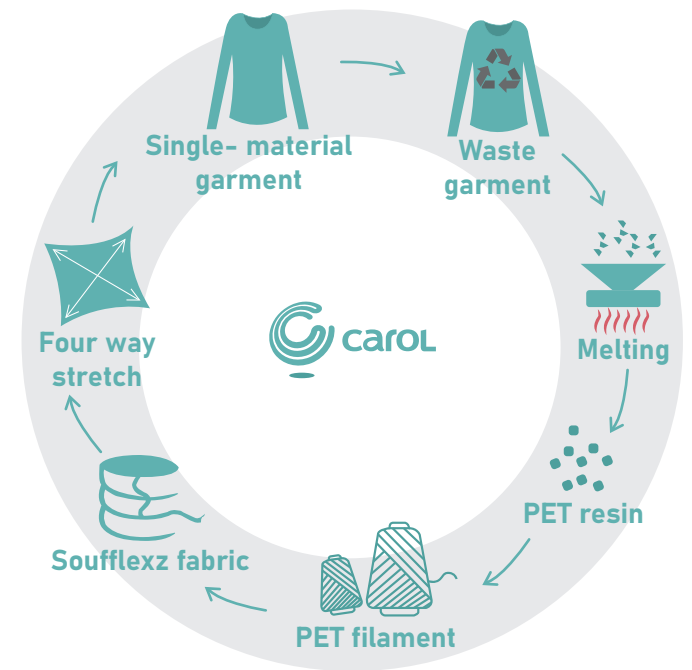 Single- material
garment
Waste
garment
Melting
PET resin
PET filament
Soufflexz fabric
Four way
stretch
carol